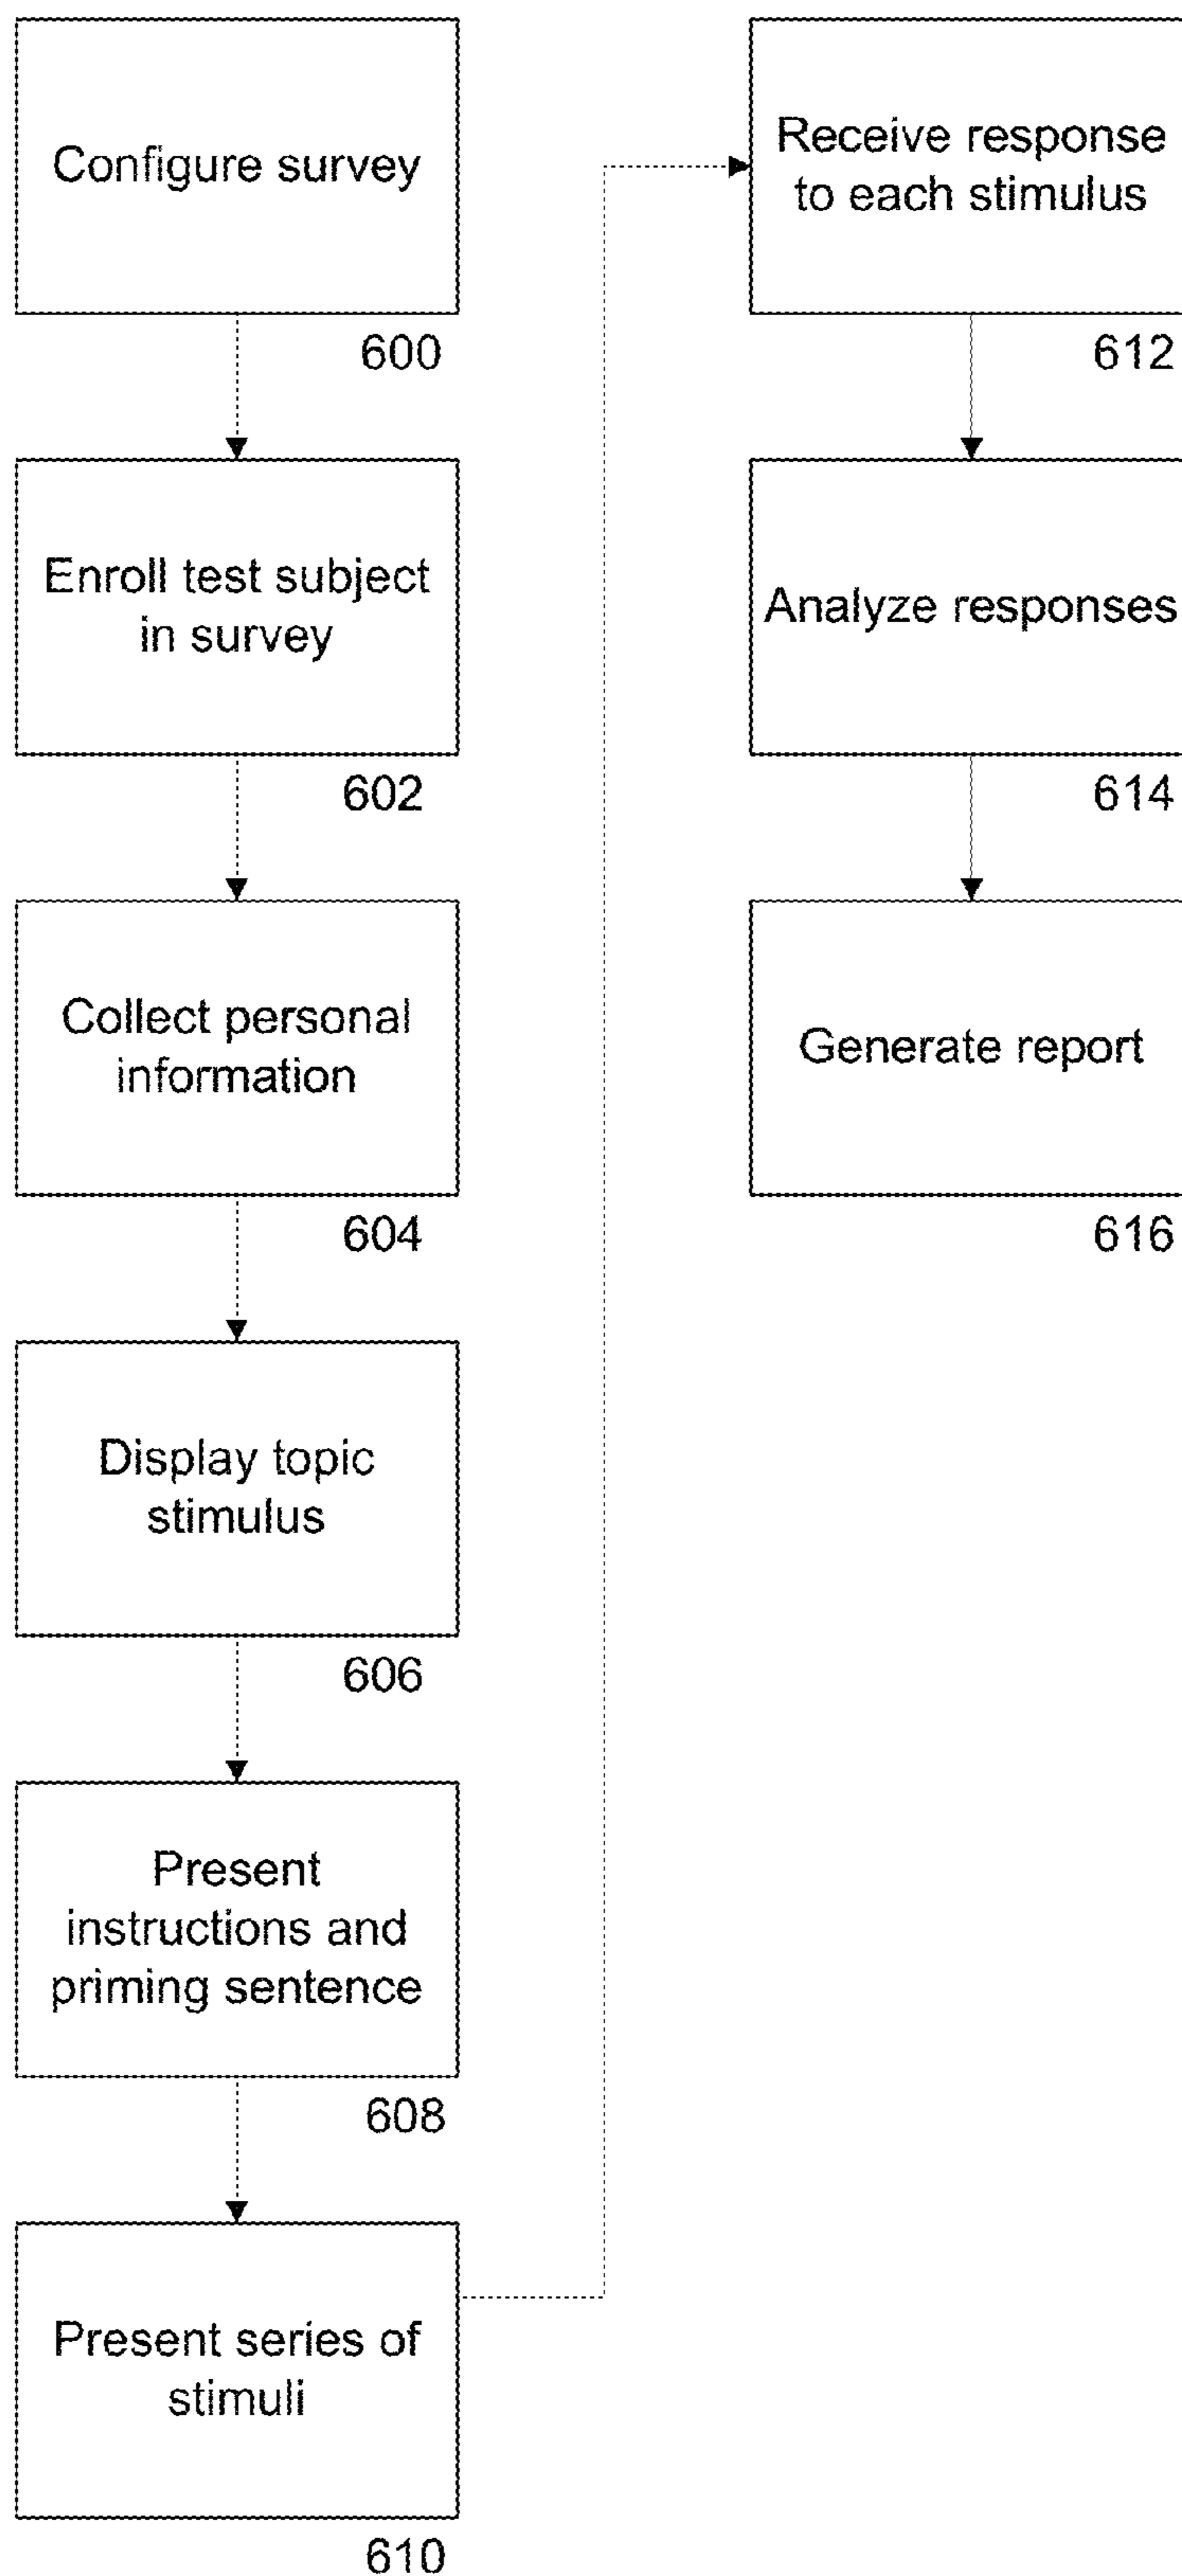 Configure survey
600
Enroll test subject
in survey
602
Collect personal
information
604
Display topic
stimulus
606
Present
instructions and
priming sentence
608
Present series of
stimuli
610
Receive response
to each stimulus
612
Analyze responses
614
Generate report
616